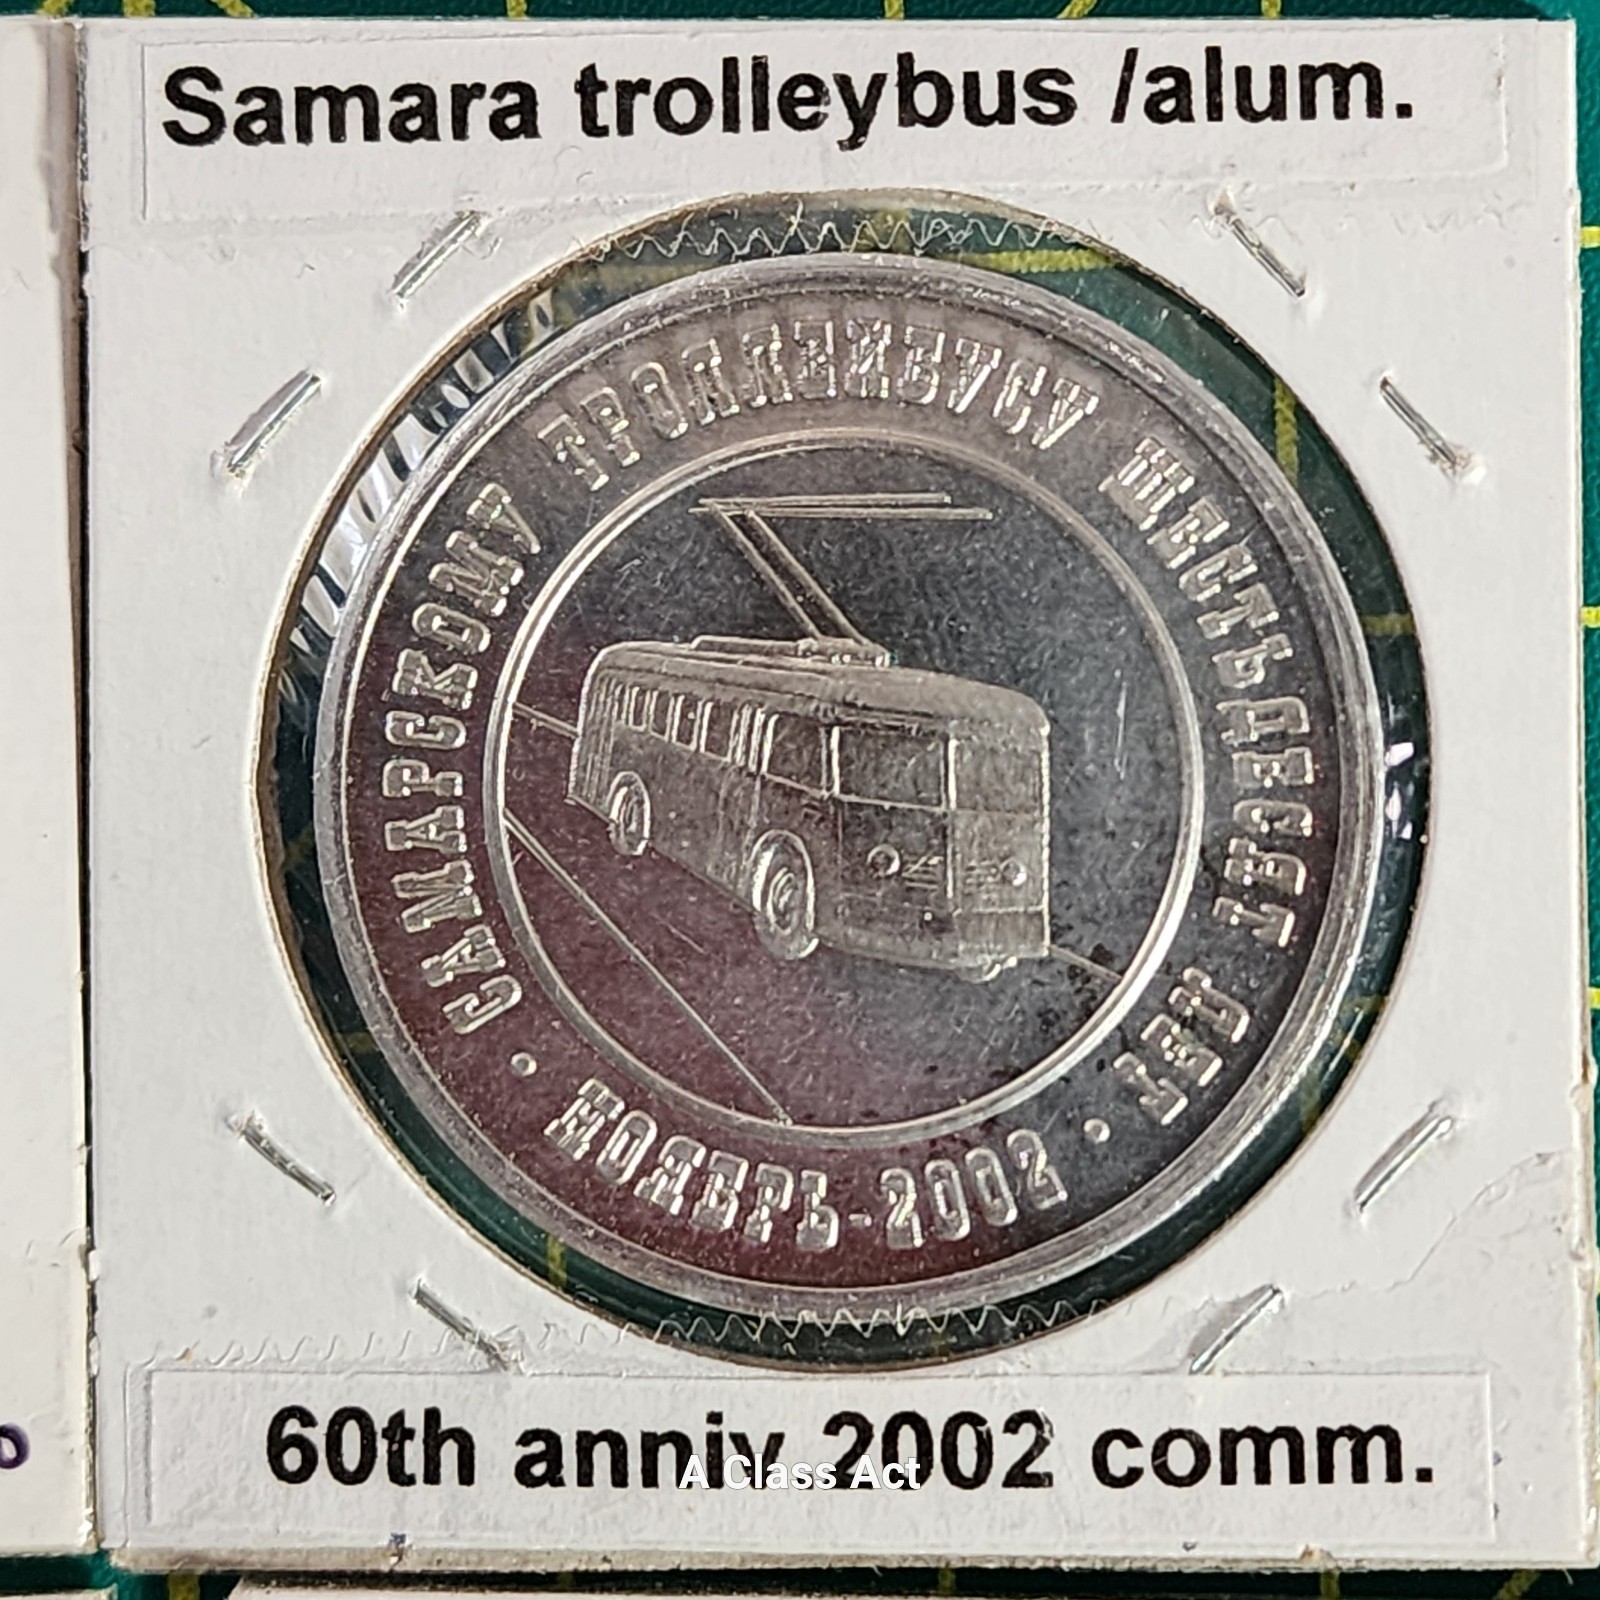 Samara trolleybus /alum.
САМАРСКОМУ ТРОЛЛЕЙБУСУ ШЕСТЬДЕСЯТ ЛЕТ
• НОЯБРЬ-2002 •
60th anniv 2002 comm.
A Class Act